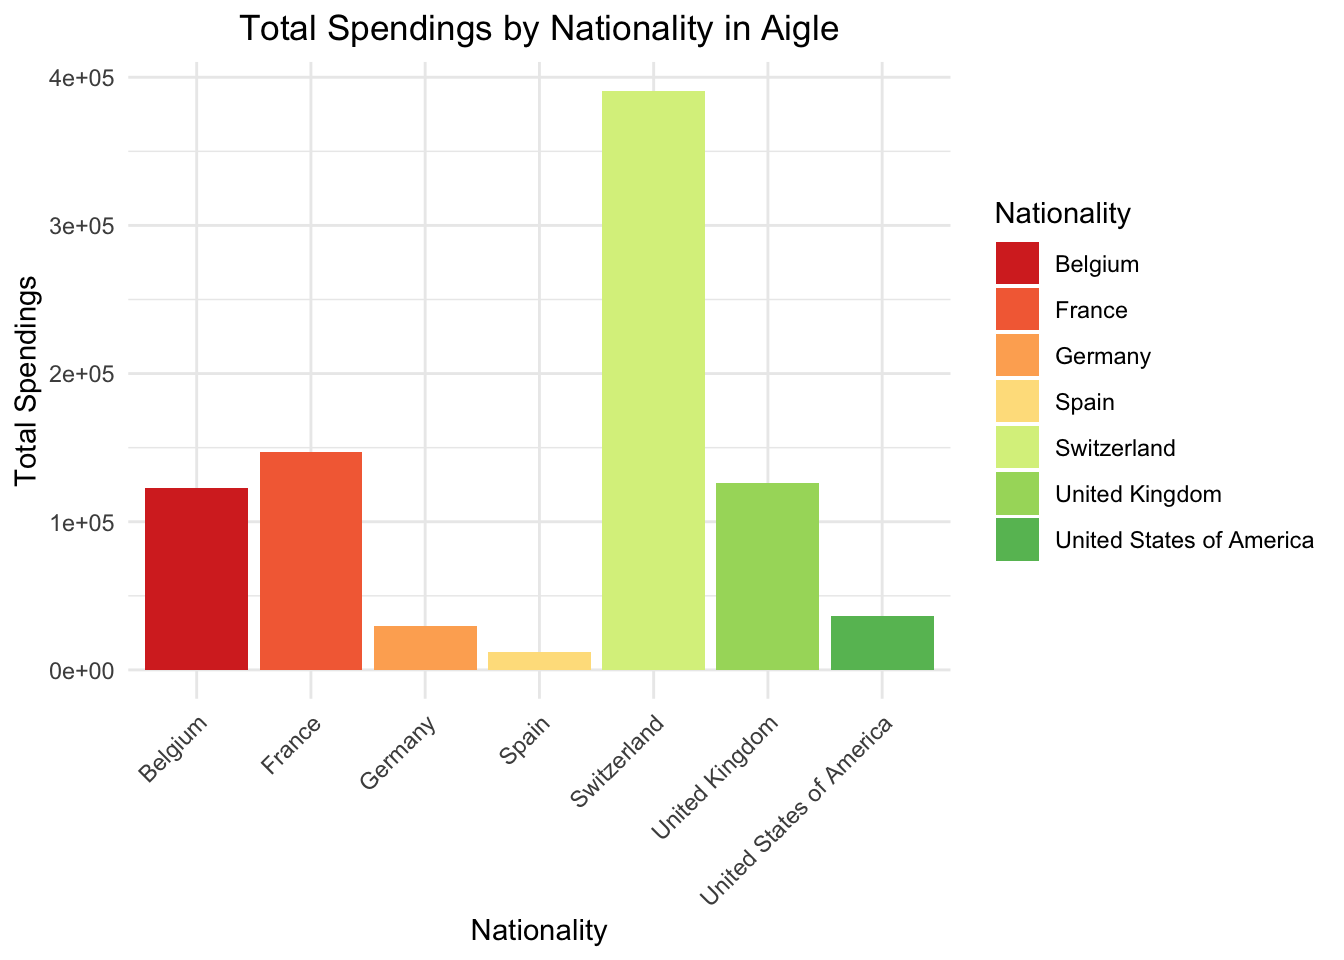 Total Spendings by Nationality in Aigle
4e+05
3e+05
2e+05
1e+05
0e+00
Total Spendings
Belgium
France
Germany
Spain
Switzerland
United Kingdom
United States of America
Nationality
Nationality
Belgium
France
Germany
Spain
Switzerland
United Kingdom
United States of America